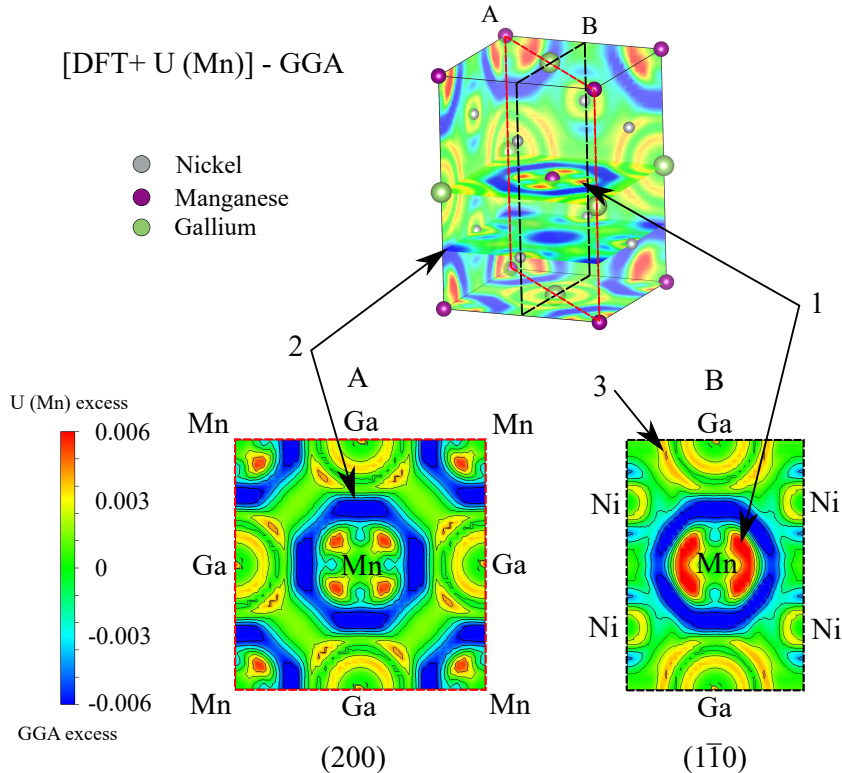 A
B
[DFT+ U (Mn)] - GGA
Nickel
Manganese
Gallium
2
1
A
3
B
U (Mn) excess
0.006
0.003
0
-0.003
-0.006
GGA excess
Mn
Ga
Mn
Ga
Mn
Ga
Mn
Ga
Mn
(200)
Ga
Ni
Ni
Mn
Ni
Ni
Ga
(11̅0)